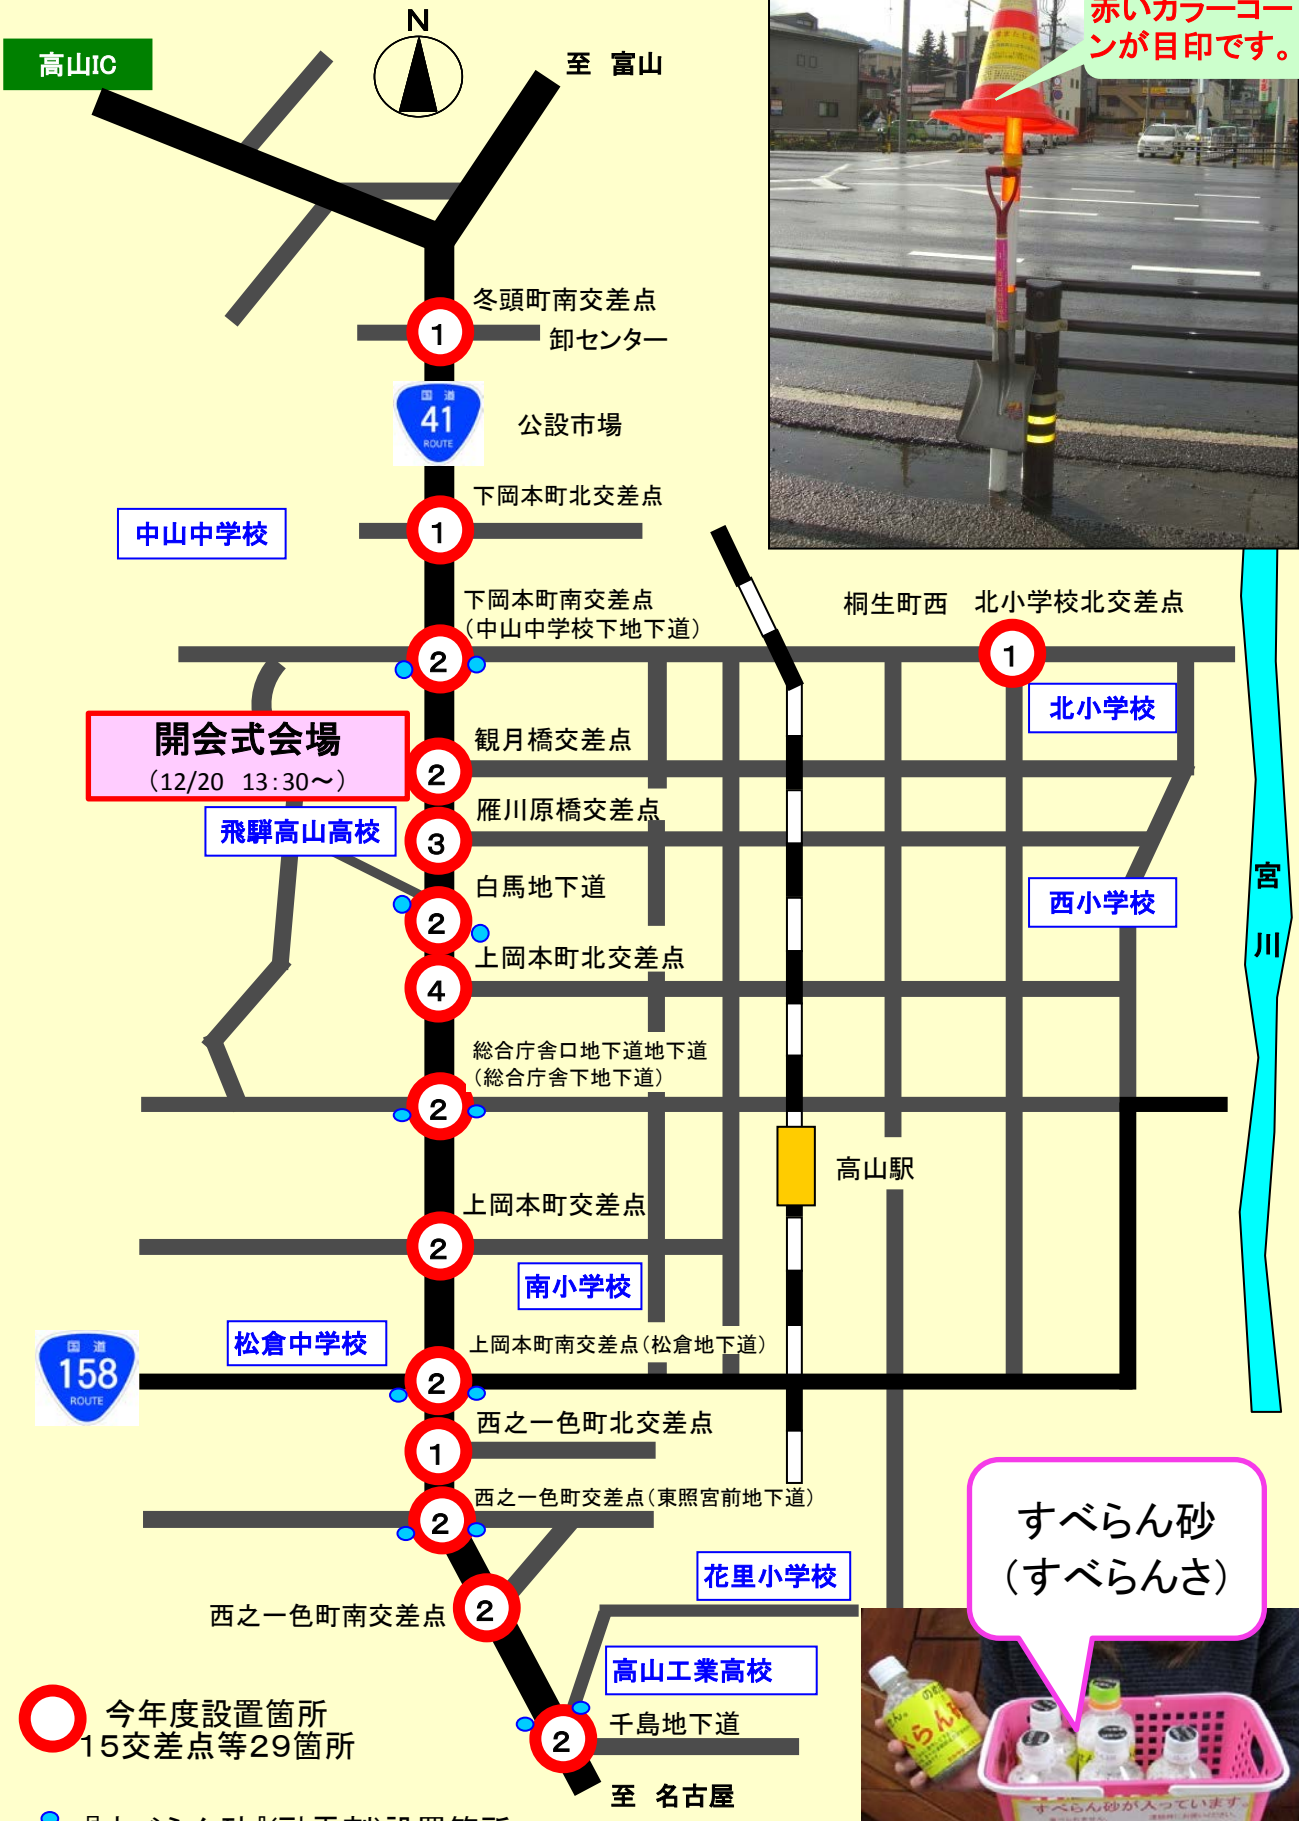 高山IC
N
至 富山
赤いカラーコー
ンが目印です。
冬頭町南交差点
1
卸センター
国道
41
ROUTE
公設市場
下岡本町北交差点
1
中山中学校
下岡本町南交差点
(中山中学校下地下道)
2
桐生町西 北小学校北交差点
1
北小学校
開会式会場
(12/20 13:30～)
観月橋交差点
2
雁川原橋交差点
3
飛騨高山高校
白馬地下道
2
西小学校
宮
川
上岡本町北交差点
4
総合庁舎口地下道地下道
(総合庁舎下地下道)
2
高山駅
上岡本町交差点
2
南小学校
松倉中学校
上岡本町南交差点(松倉地下道)
国道
158
ROUTE
2
西之一色町北交差点
1
西之一色町交差点(東照宮前地下道)
2
すべらん砂
(すべらんさ)
花里小学校
西之一色町南交差点
2
高山工業高校
今年度設置箇所
15交差点等29箇所
千島地下道
2
至 名古屋
すべらん砂が入っています。